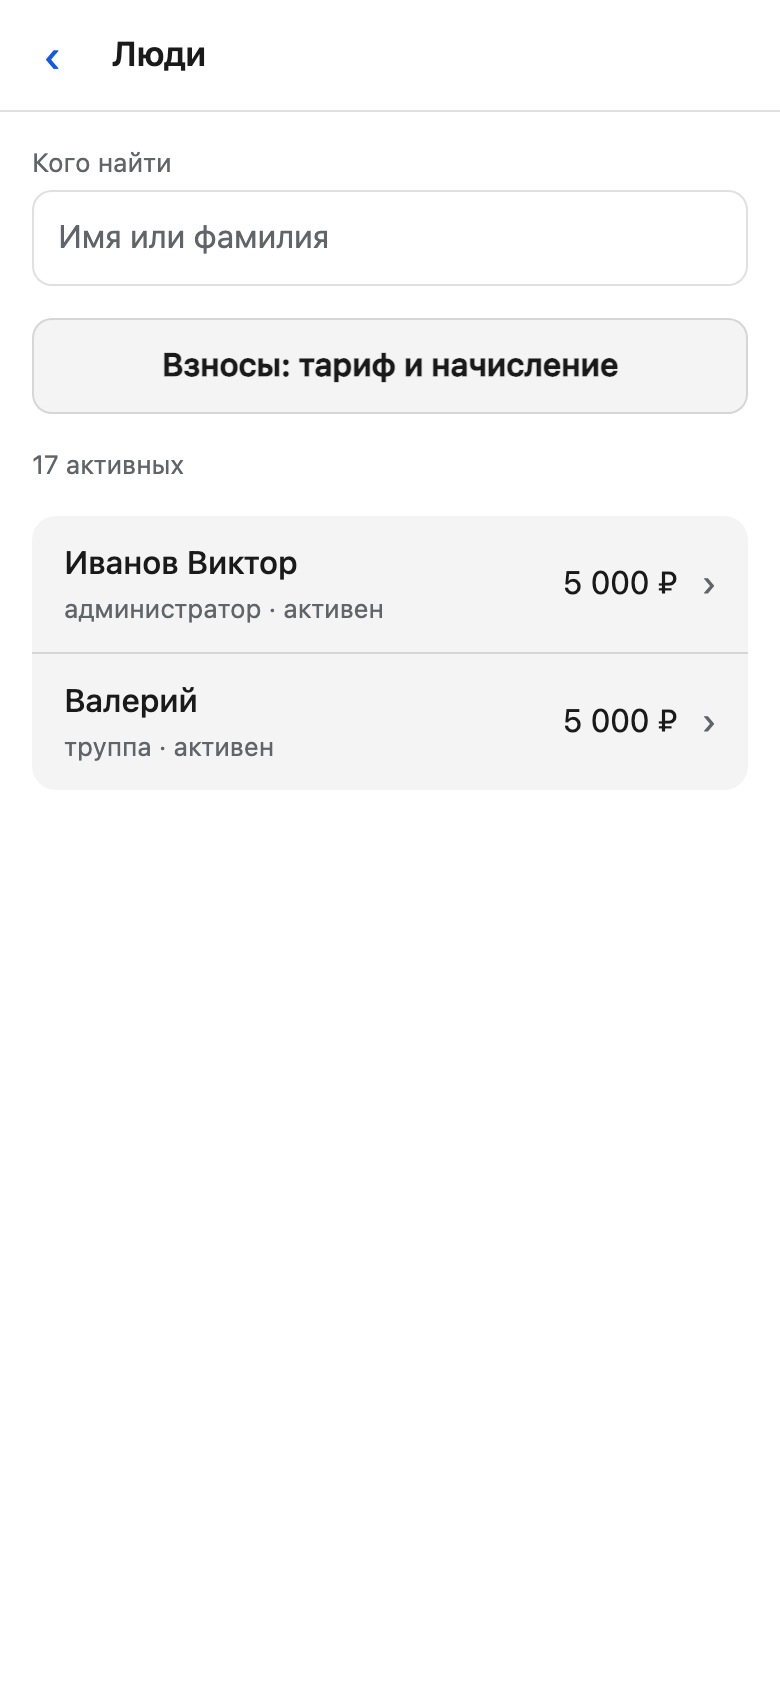 ‹ Люди
Кого найти
Имя или фамилия
Взносы: тариф и начисление
17 активных
Иванов Виктор
администратор · активен
5 000 ₽ ›
Валерий
труппа · активен
5 000 ₽ ›